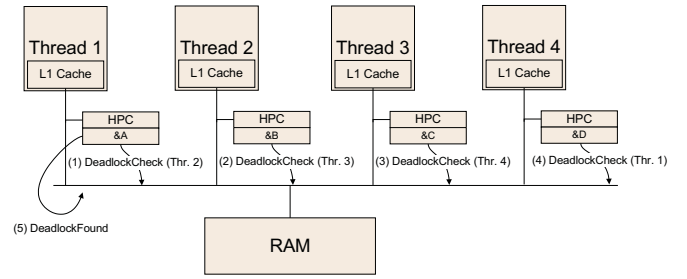 Thread 1
L1 Cache
Thread 2
L1 Cache
Thread 3
L1 Cache
Thread 4
L1 Cache
HPC
&A
HPC
&B
HPC
&C
HPC
&D
(1) DeadlockCheck (Thr. 2)
(2) DeadlockCheck (Thr. 3)
(3) DeadlockCheck (Thr. 4)
(4) DeadlockCheck (Thr. 1)
(5) DeadlockFound
RAM